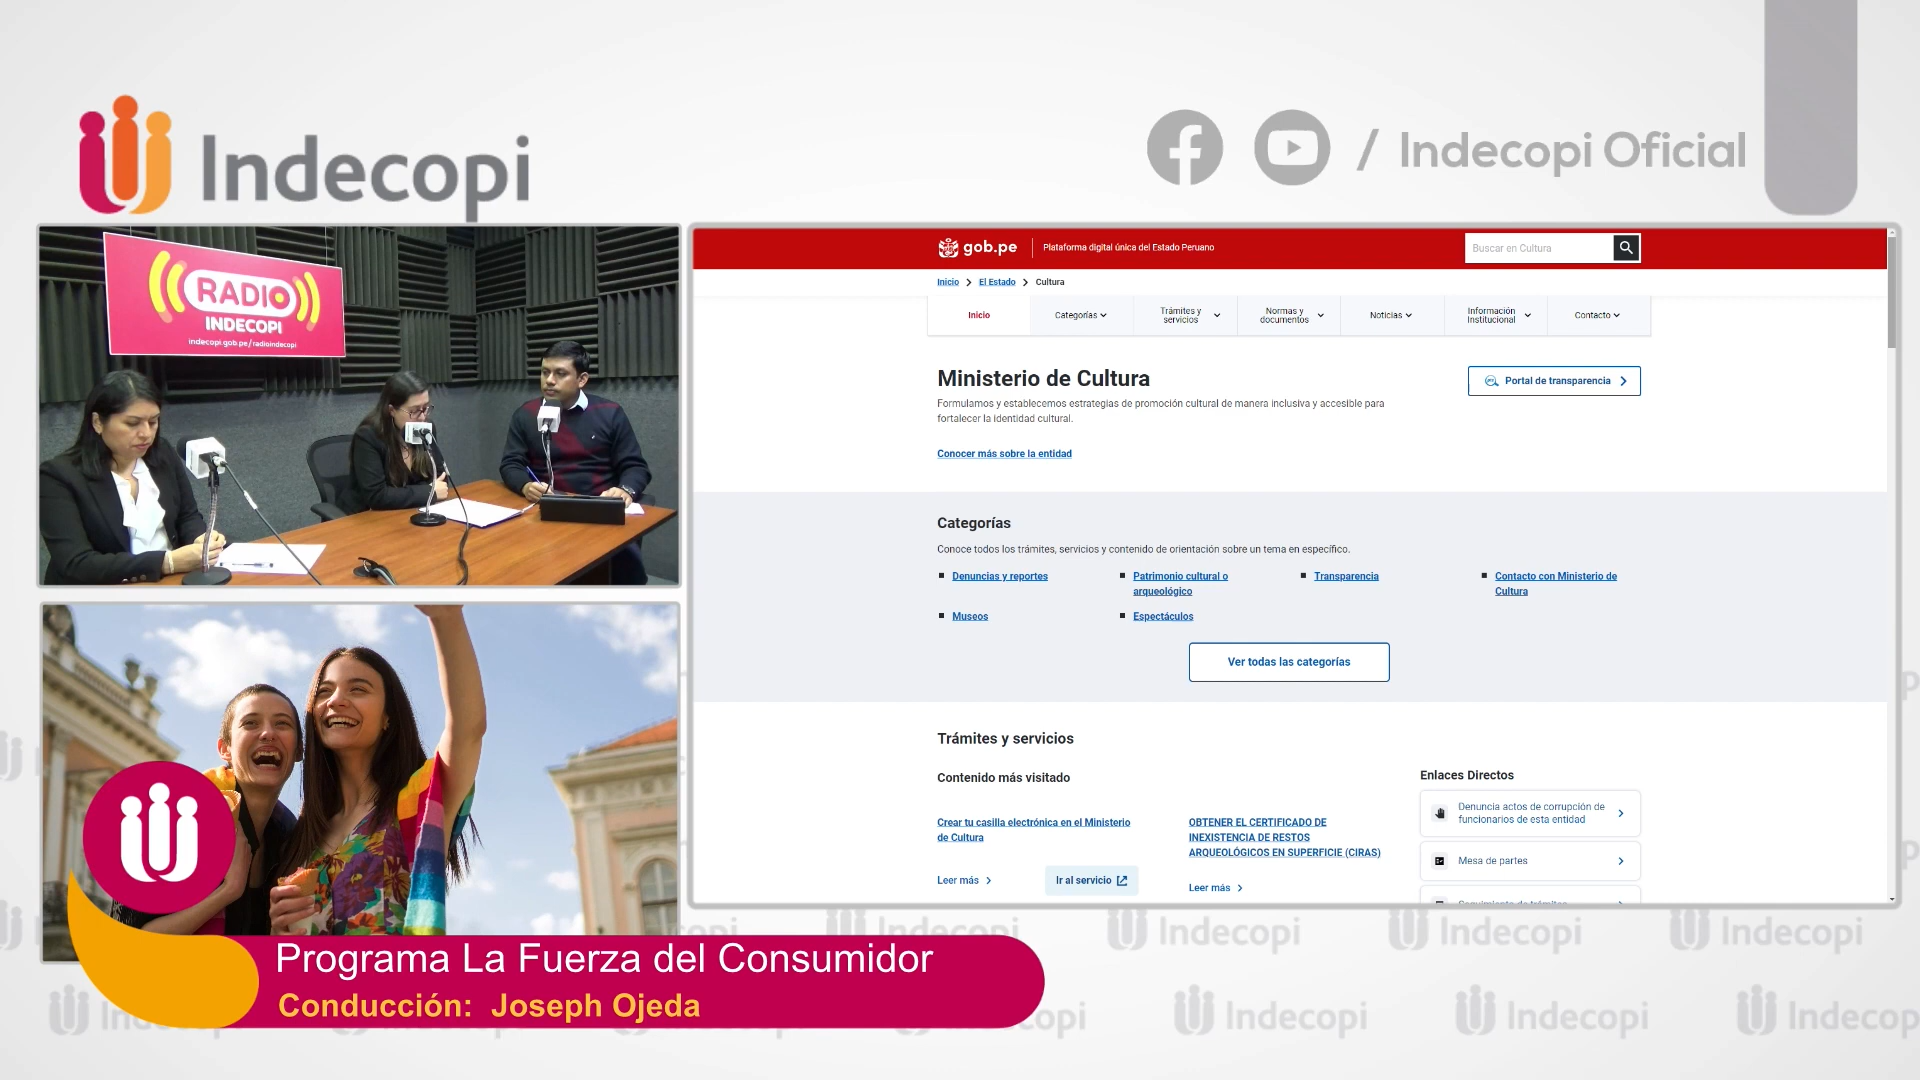 Indecopi
/ Indecopi Oficial
RADIO
INDECOPI
indecopi.gob.pe/radioindecopi
gob.pe
Plataforma digital única del Estado Peruano
Buscar en Cultura
Inicio
El Estado
Cultura
Inicio
Categorías
Trámites y
servicios
Normas y
documentos
Noticias
Información
Institucional
Contacto
Ministerio de Cultura
Formulamos y establecemos estrategias de promoción cultural de manera inclusiva y accesible para
fortalecer la identidad cultural.
Portal de transparencia
Conocer más sobre la entidad
Categorías
Conoce todos los trámites, servicios y contenido de orientación sobre un tema en específico.
Denuncias y reportes
Patrimonio cultural o
arqueológico
Transparencia
Contacto con Ministerio de
Cultura
Museos
Espectáculos
Ver todas las categorías
Trámites y servicios
Contenido más visitado
Crear tu casilla electrónica en el Ministerio
de Cultura
Leer más
Ir al servicio
OBTENER EL CERTIFICADO DE
INEXISTENCIA DE RESTOS
ARQUEOLÓGICOS EN SUPERFICIE (CIRAS)
Leer más
Enlaces Directos
Denuncia actos de corrupción de
funcionarios de esta entidad
Mesa de partes
Programa La Fuerza del Consumidor
Conducción: Joseph Ojeda
Indecopi
Indecopi
Indecopi
Indecopi
Indecopi
Indecopi